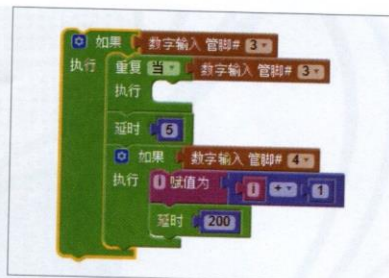 如果 数字输入 管脚# 3
执行 重复 当 数字输入 管脚# 3
执行
延时 5
如果 数字输入 管脚# 4
执行 i 赋值为 i + 1
延时 200